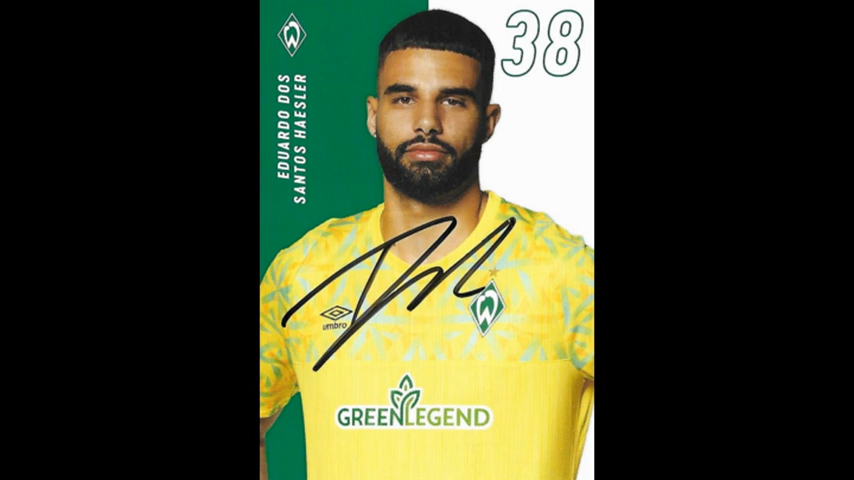 EDUARDO DOS
SANTOS HAESLER
38
umbro
W
GREENLEGEND